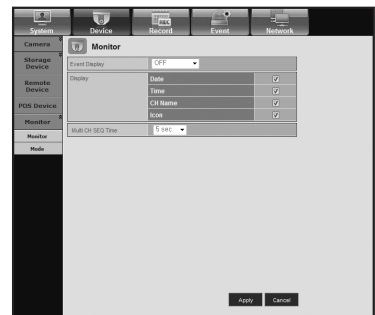 System Device Record Event Network
Camera
Storage Device
Remote Device
POS Device
Monitor
Monitor
Mode
Monitor
Event Display OFF
Display Date
Time
CH Name
Icon
Multi CH SEQ Time 5 sec
Apply Cancel